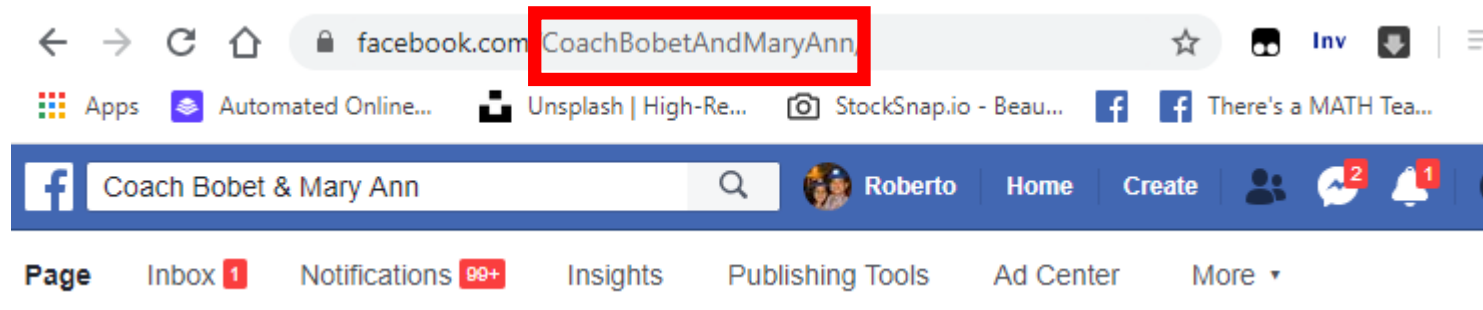 facebook.com/CoachBobetAndMaryAnn/ Inv
Apps Automated Online... Unsplash | High-Re... StockSnap.io - Beau... There's a MATH Tea...
Coach Bobet & Mary Ann Roberto Home Create 2 1
Page Inbox 1 Notifications 99+ Insights Publishing Tools Ad Center More